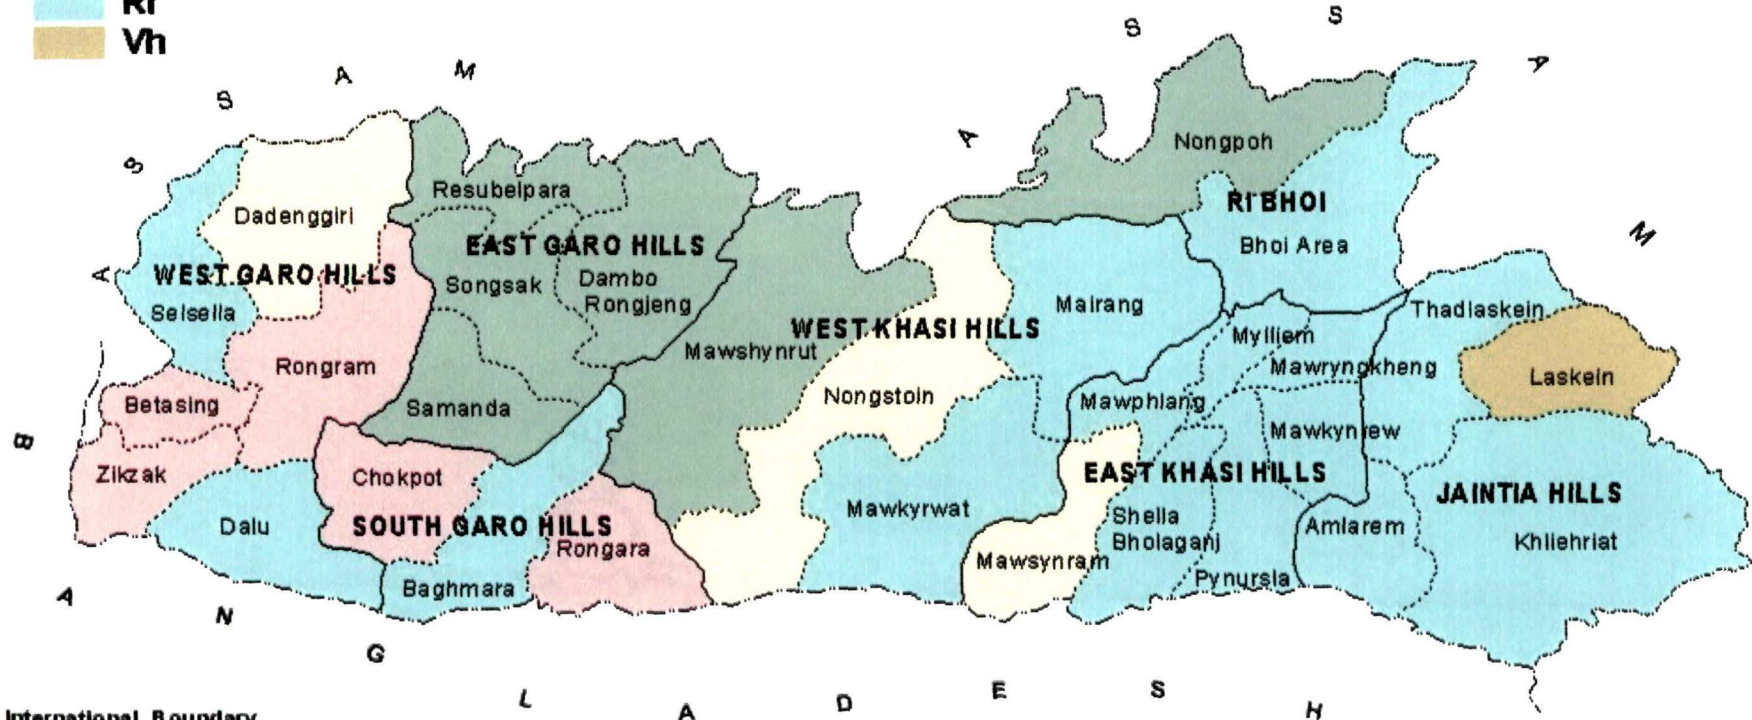 Rr
Vh
A S S A M
A S S A M
Nongpoh
Resubelpara
Dadenggiri
RI BHOI
EAST GARO HILLS
Bhoi Area
WEST GARO HILLS
Songsak
Dambo
Rongjeng
Selsella
Mairang
Thadlaskein
WEST KHASI HILLS
Mylliem
Mawshynrut
Rongram
Mawryngkheng
Laskein
Nongstoin
Betasing
Samanda
Mawphlang
Mawkynrew
Zikzak
Chokpot
EAST KHASI HILLS
JAINTIA HILLS
Mawkyrwat
Dalu
SOUTH GARO HILLS
Shella
Bholaganj
Amlarem
Khliehriat
Rongara
Mawsynram
Pynursla
Baghmara
B A N G L A D E S H
International Boundary